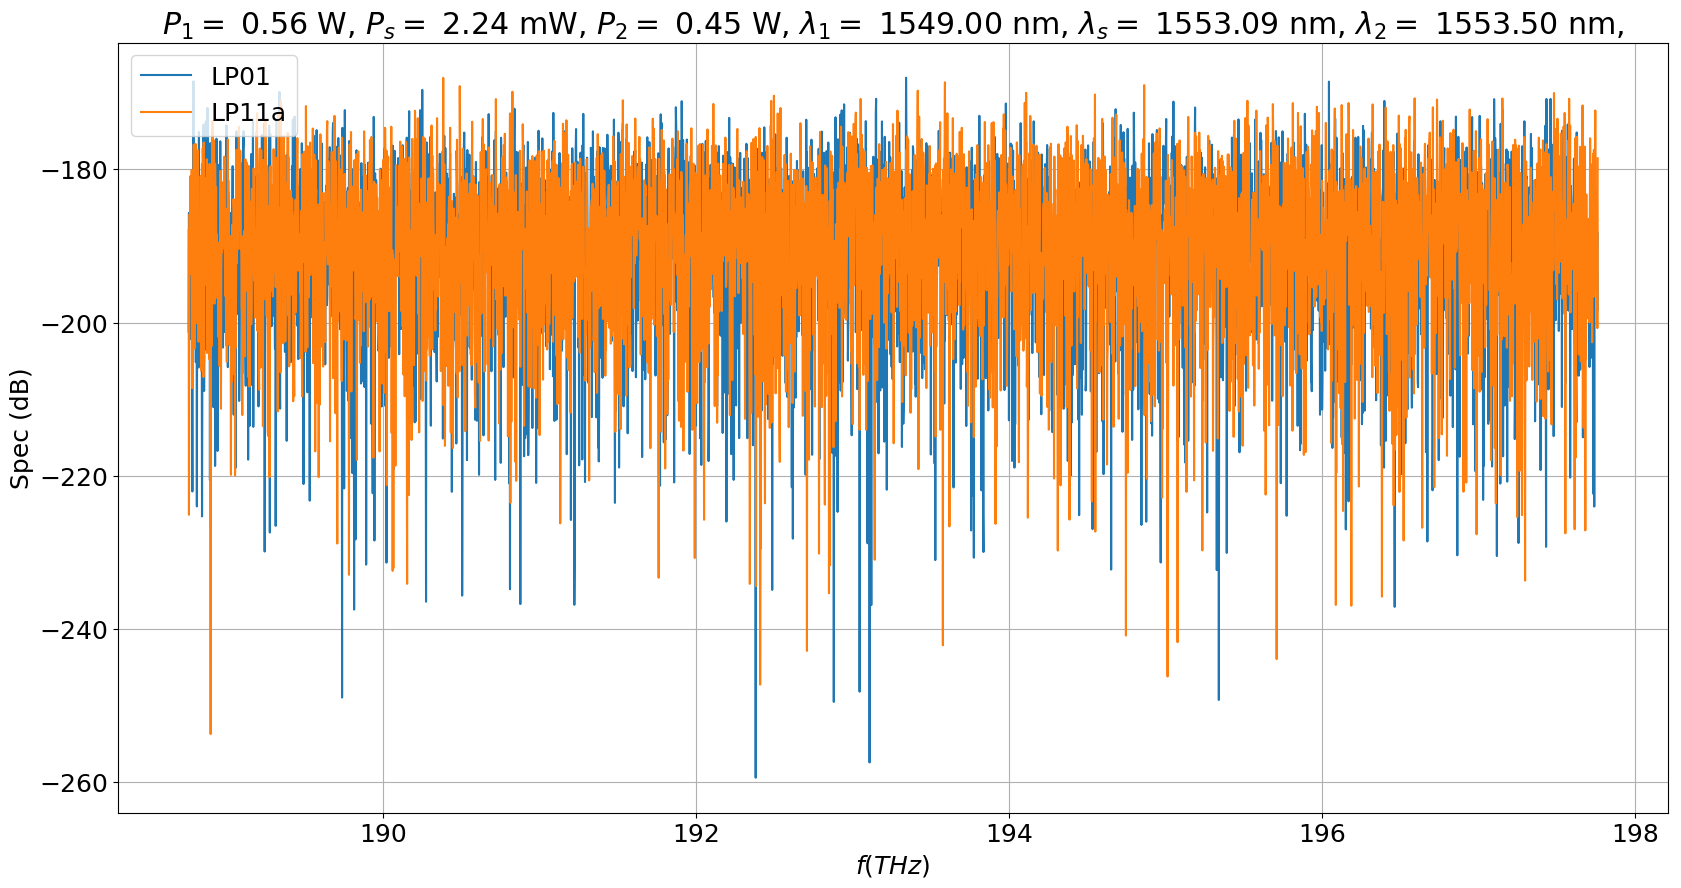 P₁ = 0.56 W, Pₛ = 2.24 mW, P₂ = 0.45 W, λ₁ = 1549.00 nm, λₛ = 1553.09 nm, λ₂ = 1553.50 nm,
LP01
LP11a
Spec (dB)
−180
−200
−220
−240
−260
190 192 194 196 198
f(THz)